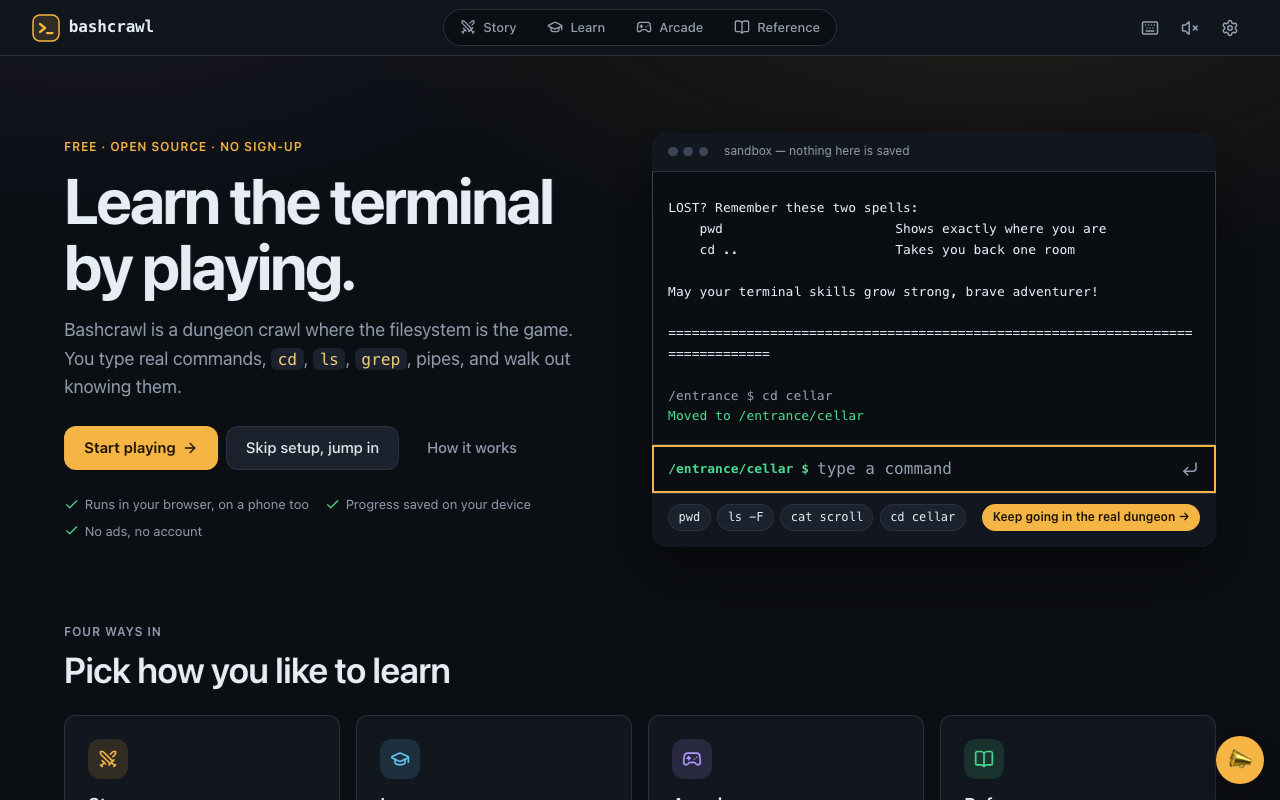 bashcrawl
Story Learn Arcade Reference
FREE · OPEN SOURCE · NO SIGN-UP
Learn the terminal
by playing.
Bashcrawl is a dungeon crawl where the filesystem is the game.
You type real commands, cd, ls, grep, pipes, and walk out
knowing them.
Start playing → Skip setup, jump in How it works
Runs in your browser, on a phone too Progress saved on your device
No ads, no account
sandbox — nothing here is saved
LOST? Remember these two spells:
pwd Shows exactly where you are
cd .. Takes you back one room
May your terminal skills grow strong, brave adventurer!
===================================================================
=============
/entrance $ cd cellar
Moved to /entrance/cellar
/entrance/cellar $ type a command
pwd ls -F cat scroll cd cellar Keep going in the real dungeon →
FOUR WAYS IN
Pick how you like to learn